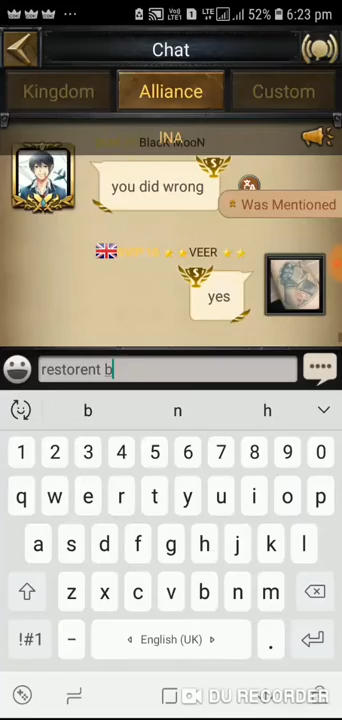 52% 6:23 pm
Chat
Kingdom Alliance Custom
INA
BlacK MooN
you did wrong
Was Mentioned
VEER
yes
restorent b
b n h
1 2 3 4 5 6 7 8 9 0
q w e r t y u i o p
a s d f g h j k l
z x c v b n m
!#1 English (UK) .
DU RECORDER